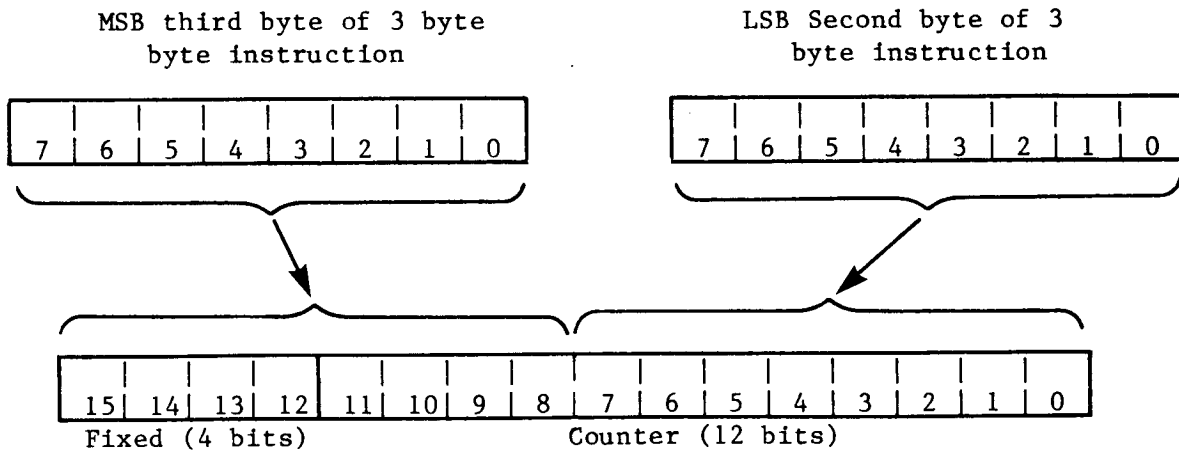 MSB third byte of 3 byte
byte instruction
LSB Second byte of 3
byte instruction
7 6 5 4 3 2 1 0
7 6 5 4 3 2 1 0
15 14 13 12 11 10 9 8 7 6 5 4 3 2 1 0
Fixed (4 bits)
Counter (12 bits)